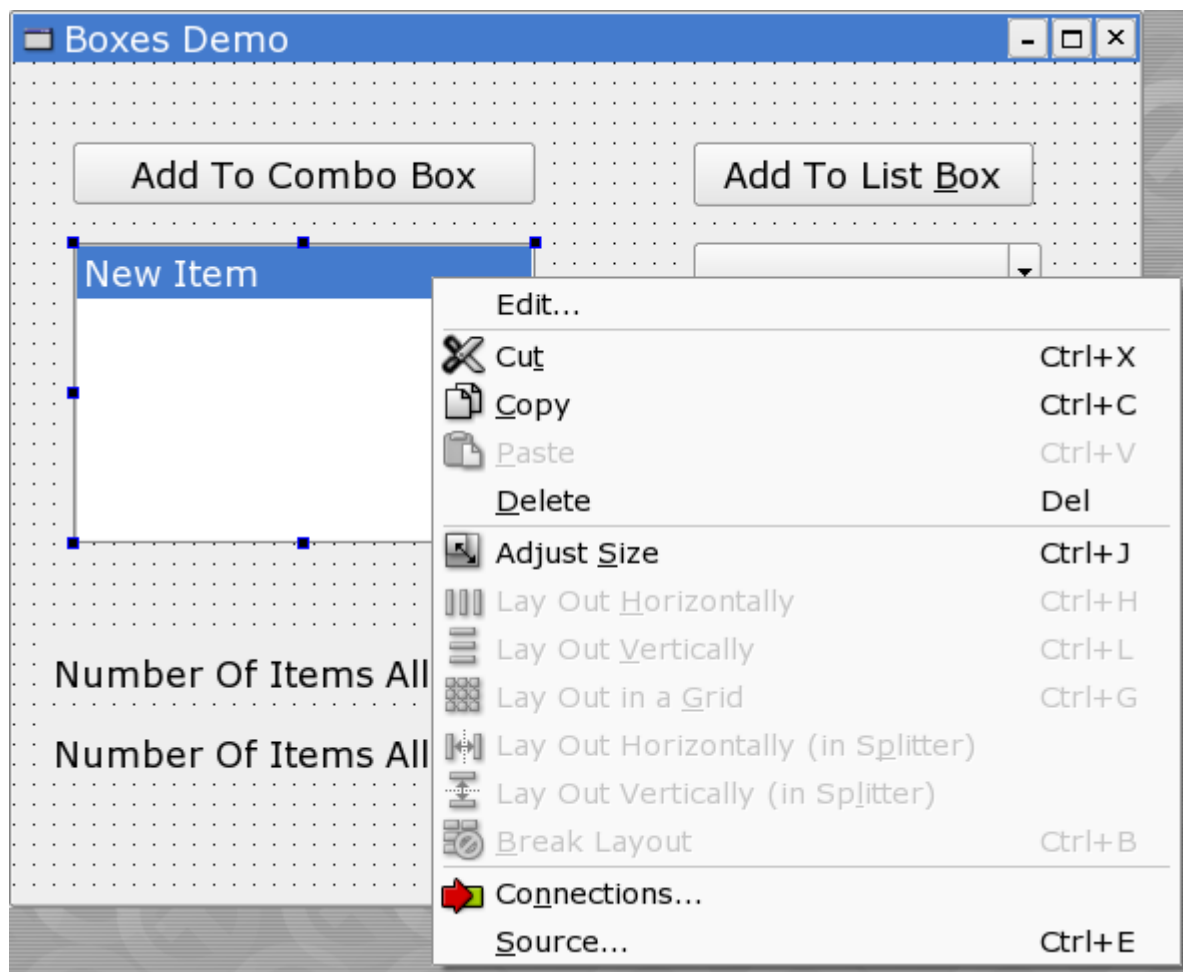 Boxes Demo
Add To Combo Box
Add To List Box
New Item
Edit...
Cut Ctrl+X
Copy Ctrl+C
Paste Ctrl+V
Delete Del
Adjust Size Ctrl+J
Lay Out Horizontally Ctrl+H
Lay Out Vertically Ctrl+L
Number Of Items All
Lay Out in a Grid Ctrl+G
Number Of Items All
Lay Out Horizontally (in Splitter)
Lay Out Vertically (in Splitter)
Break Layout Ctrl+B
Connections...
Source... Ctrl+E